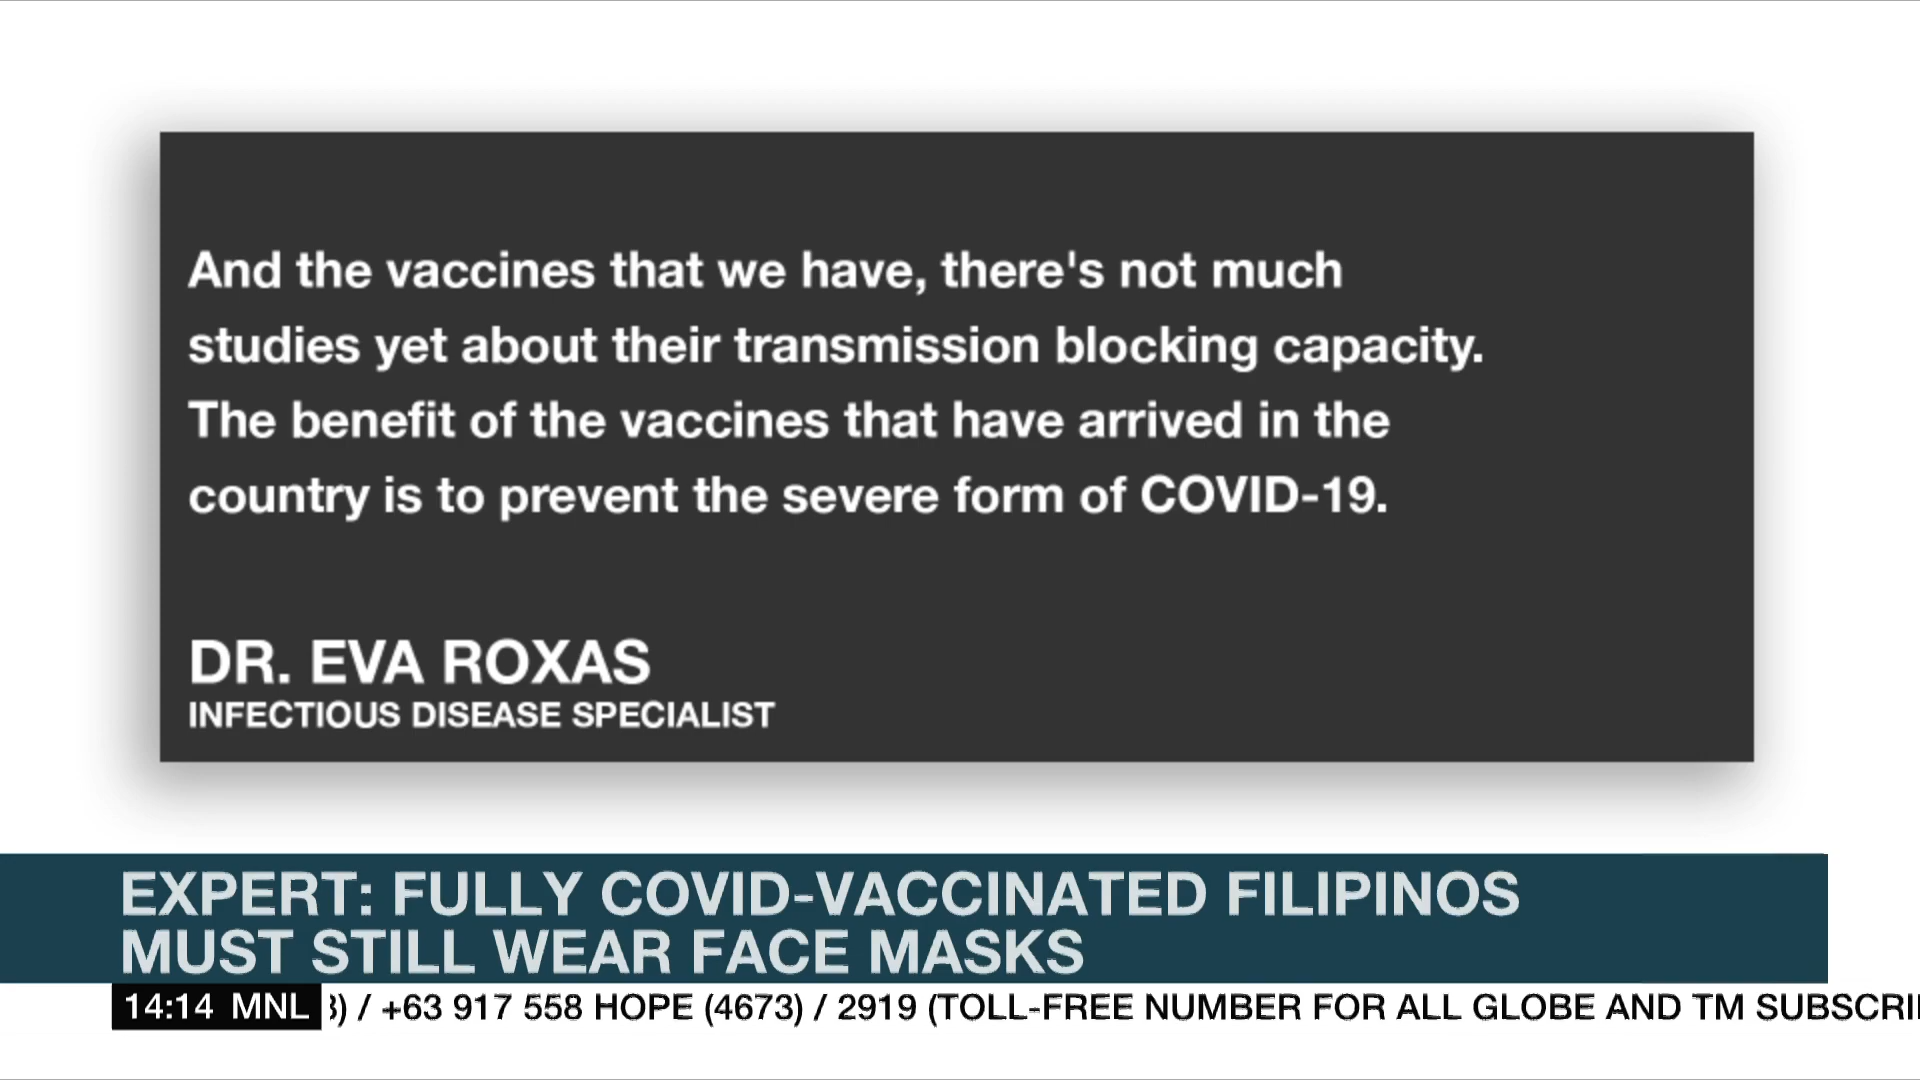 And the vaccines that we have, there's not much
studies yet about their transmission blocking capacity.
The benefit of the vaccines that have arrived in the
country is to prevent the severe form of COVID-19.
DR. EVA ROXAS
INFECTIOUS DISEASE SPECIALIST
EXPERT: FULLY COVID-VACCINATED FILIPINOS
MUST STILL WEAR FACE MASKS
14:14 MNL ) / +63 917 558 HOPE (4673) / 2919 (TOLL-FREE NUMBER FOR ALL GLOBE AND TM